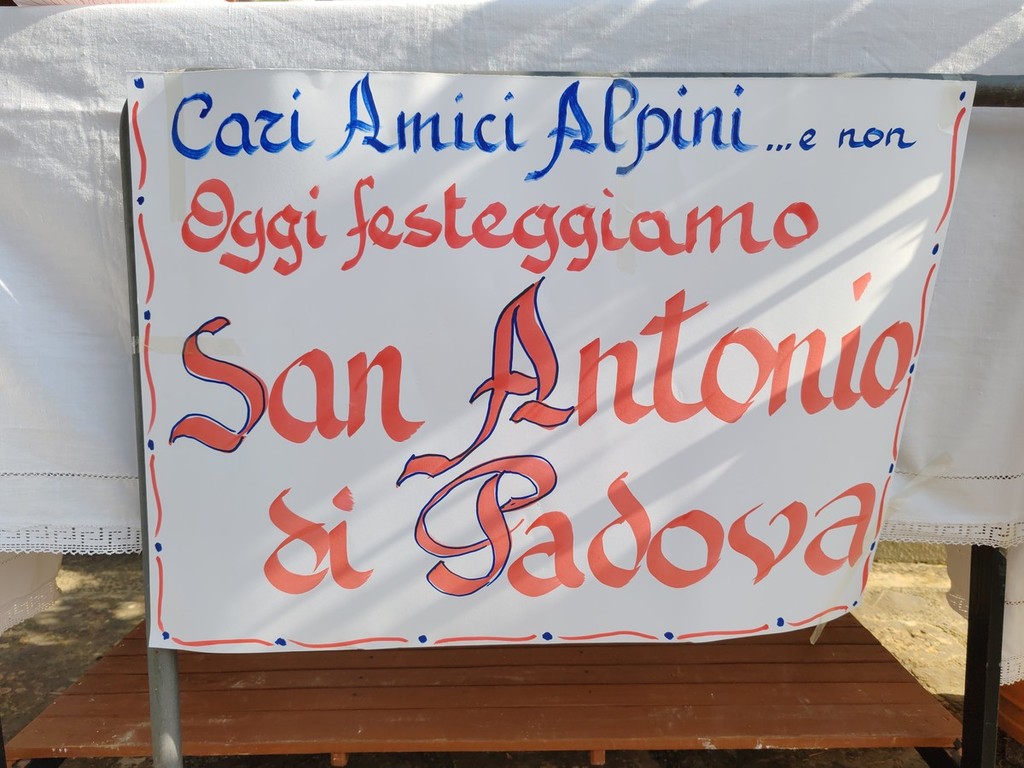 Cari Amici Alpini ... e non
Oggi festeggiamo
San Antonio
di Padova